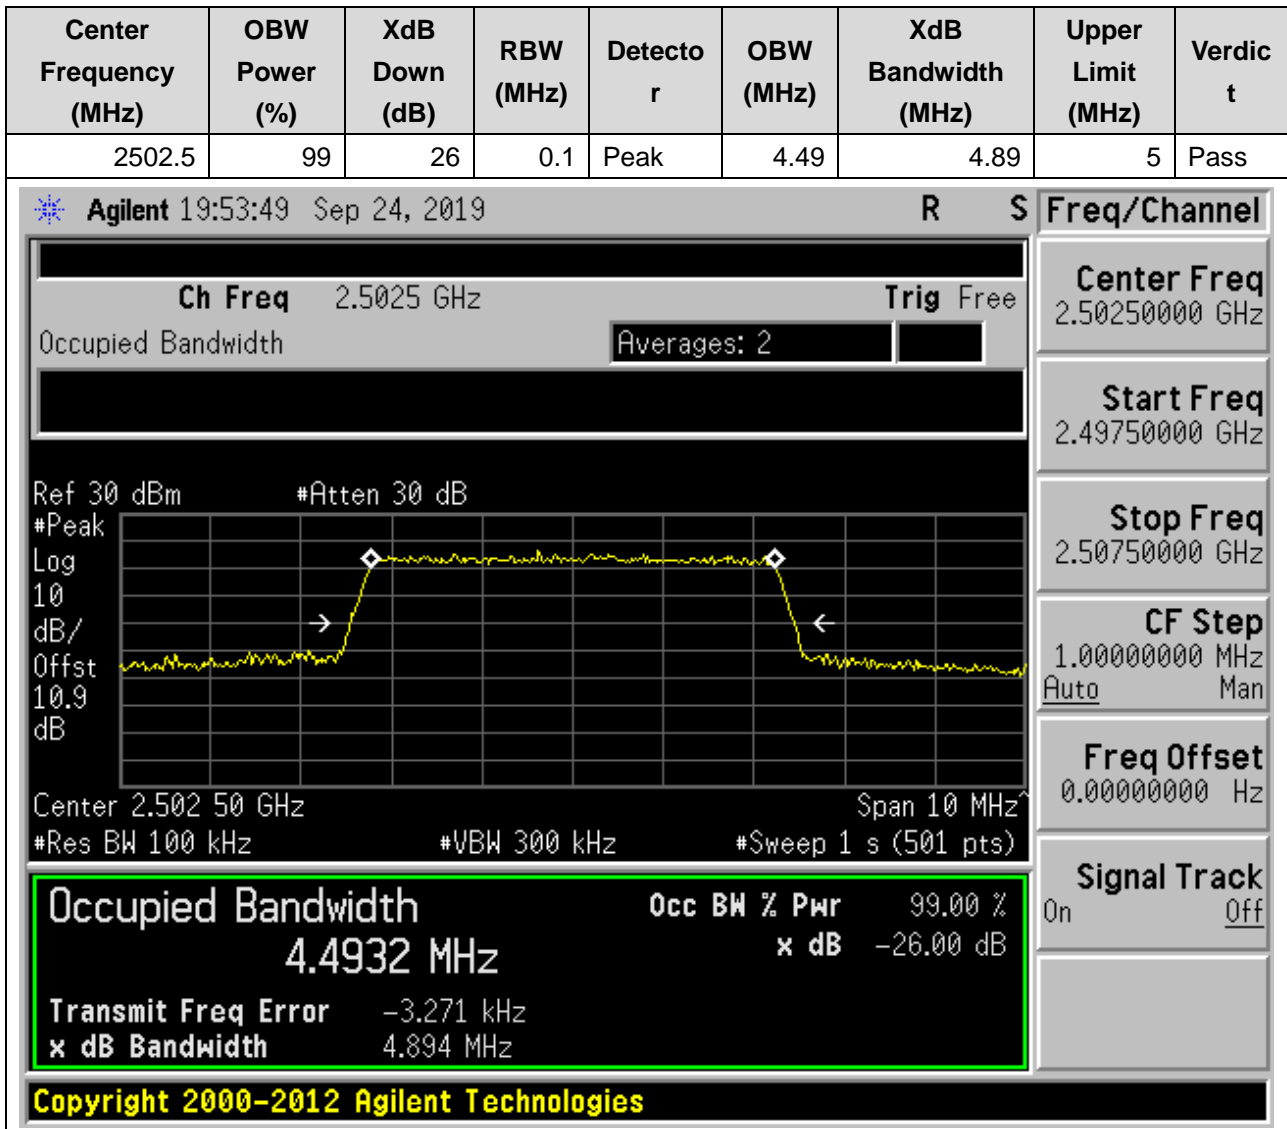 Center Frequency (MHz) OBW Power (%) XdB Down (dB) RBW (MHz) Detecto r OBW (MHz) XdB Bandwidth (MHz) Upper Limit (MHz) Verdic t
2502.5 99 26 0.1 Peak 4.49 4.89 5 Pass
Agilent 19:53:49 Sep 24, 2019 R S
Ch Freq 2.5025 GHz Trig Free
Occupied Bandwidth Averages: 2
Ref 30 dBm #Atten 30 dB
#Peak
Log
10
dB/
Offst
10.9
dB
Center 2.502 50 GHz Span 10 MHz^
#Res BW 100 kHz #VBW 300 kHz #Sweep 1 s (501 pts)
Occupied Bandwidth Occ BW % Pwr 99.00 %
4.4932 MHz x dB -26.00 dB
Transmit Freq Error -3.271 kHz
x dB Bandwidth 4.894 MHz
Copyright 2000-2012 Agilent Technologies
Freq/Channel
Center Freq
2.50250000 GHz
Start Freq
2.49750000 GHz
Stop Freq
2.50750000 GHz
CF Step
1.00000000 MHz
Auto Man
Freq Offset
0.00000000 Hz
Signal Track
On Off